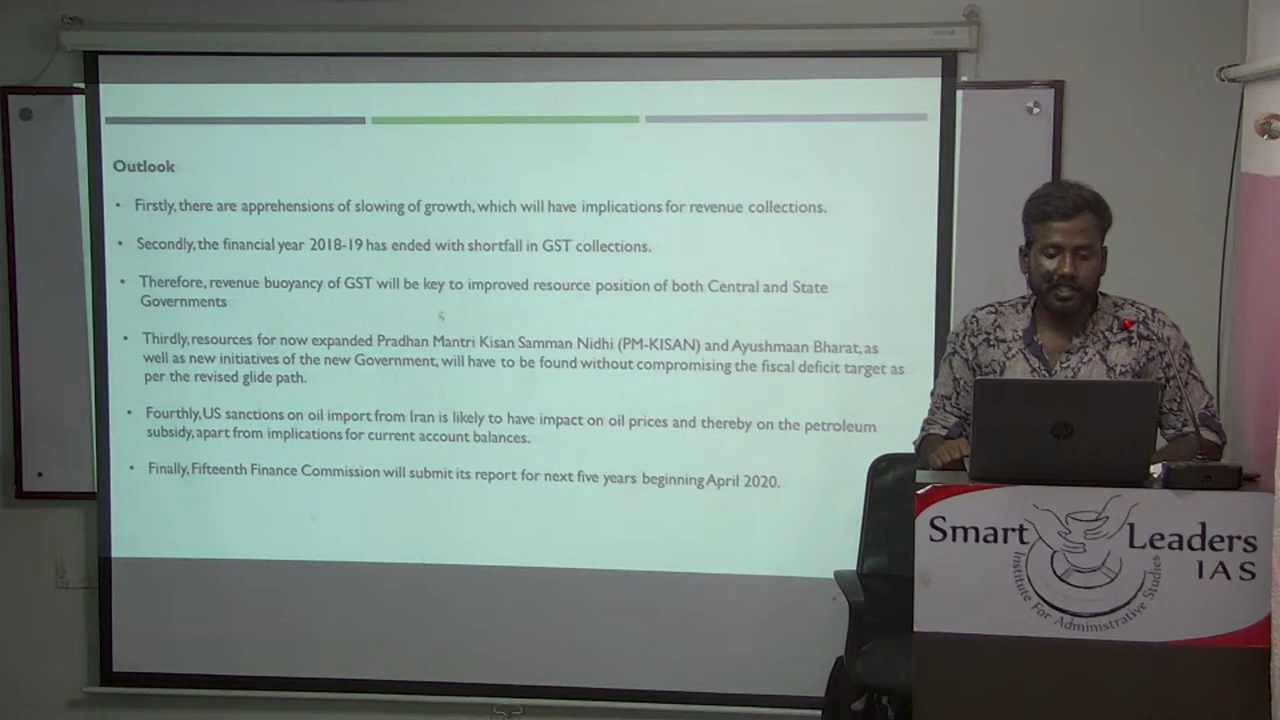 Outlook
• Firstly, there are apprehensions of slowing of growth, which will have implications for revenue collections.
• Secondly, the financial year 2018-19 has ended with shortfall in GST collections.
• Therefore, revenue buoyancy of GST will be key to improved resource position of both Central and State
Governments
• Thirdly, resources for now expanded Pradhan Mantri Kisan Samman Nidhi (PM-KISAN) and Ayushmaan Bharat, as
well as new initiatives of the new Government, will have to be found without compromising the fiscal deficit target as
per the revised glide path.
• Fourthly, US sanctions on oil import from Iran is likely to have impact on oil prices and thereby on the petroleum
subsidy, apart from implications for current account balances.
• Finally, Fifteenth Finance Commission will submit its report for next five years beginning April 2020.
hp
Smart Leaders
IAS
Institute For Administrative Studies